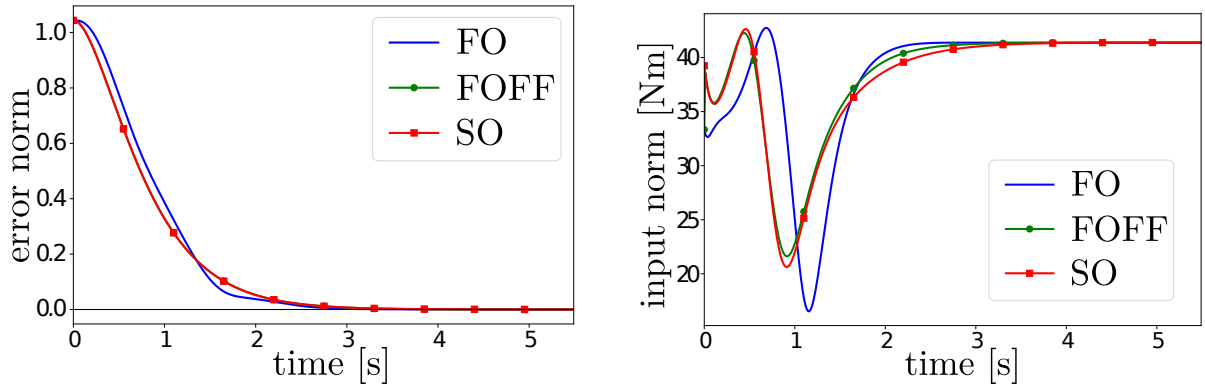 error norm
1.0
0.8
0.6
0.4
0.2
0.0
FO
FOFF
SO
0 1 2 3 4 5
time [s]
input norm [Nm]
40
35
30
25
20
FO
FOFF
SO
0 1 2 3 4 5
time [s]